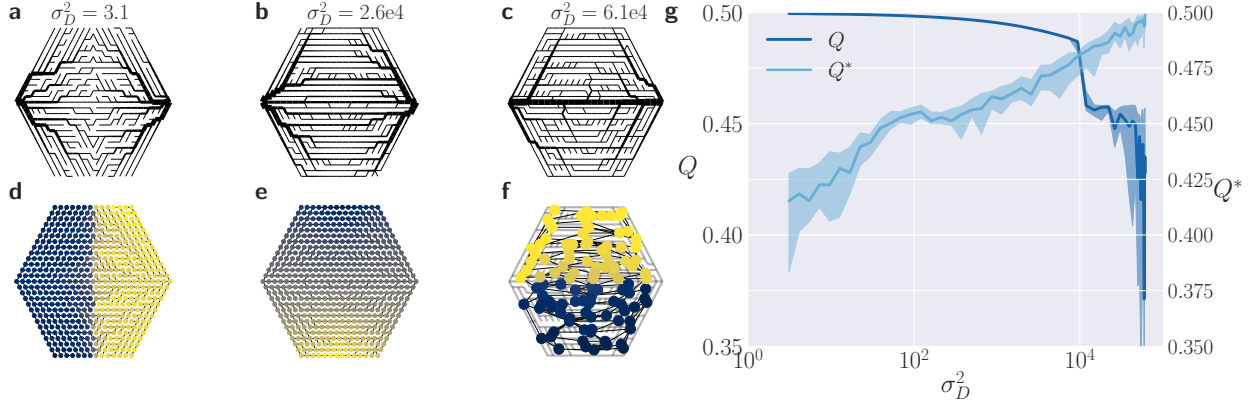 a
σ_D^2 = 3.1
b
σ_D^2 = 2.6e4
c
σ_D^2 = 6.1e4
d
e
f
g
0.50
0.45
0.40
0.35
Q
Q
Q*
10^0
10^2
10^4
σ_D^2
0.500
0.475
0.450
0.425
0.400
0.375
0.350
Q*